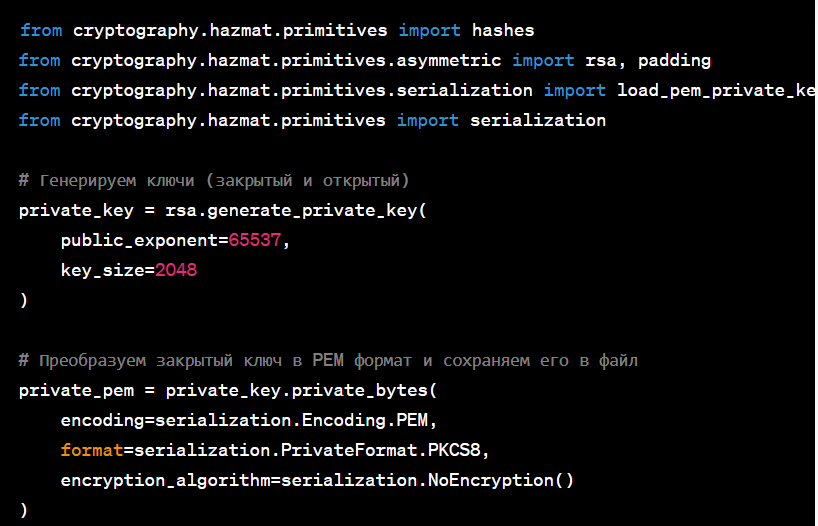 from cryptography.hazmat.primitives import hashes
from cryptography.hazmat.primitives.asymmetric import rsa, padding
from cryptography.hazmat.primitives.serialization import load_pem_private_ke
from cryptography.hazmat.primitives import serialization
# Генерируем ключи (закрытый и открытый)
private_key = rsa.generate_private_key(
    public_exponent=65537,
    key_size=2048
)
# Преобразуем закрытый ключ в PEM формат и сохраняем его в файл
private_pem = private_key.private_bytes(
    encoding=serialization.Encoding.PEM,
    format=serialization.PrivateFormat.PKCS8,
    encryption_algorithm=serialization.NoEncryption()
)